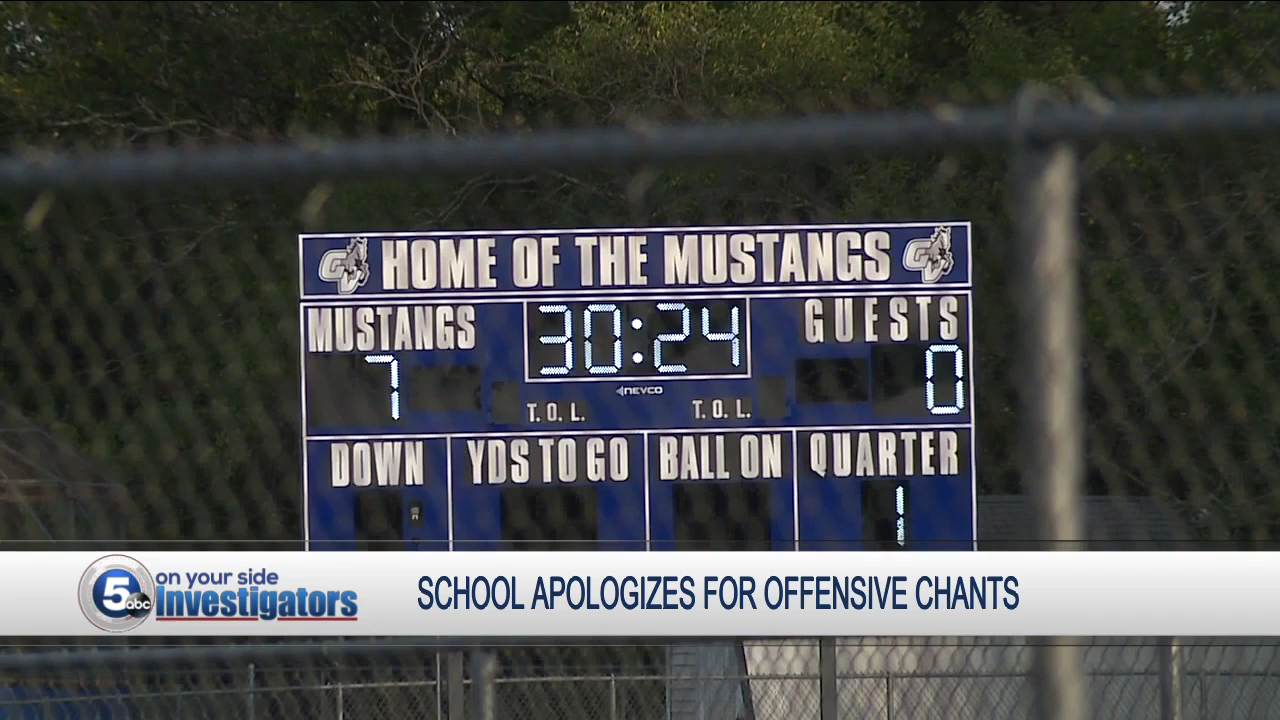 HOME OF THE MUSTANGS
MUSTANGS 30:24 GUESTS
7 0
NEVCO
T. O. L. T. O. L.
DOWN YDS TO GO BALL ON QUARTER
1
5 abc on your side Investigators
SCHOOL APOLOGIZES FOR OFFENSIVE CHANTS